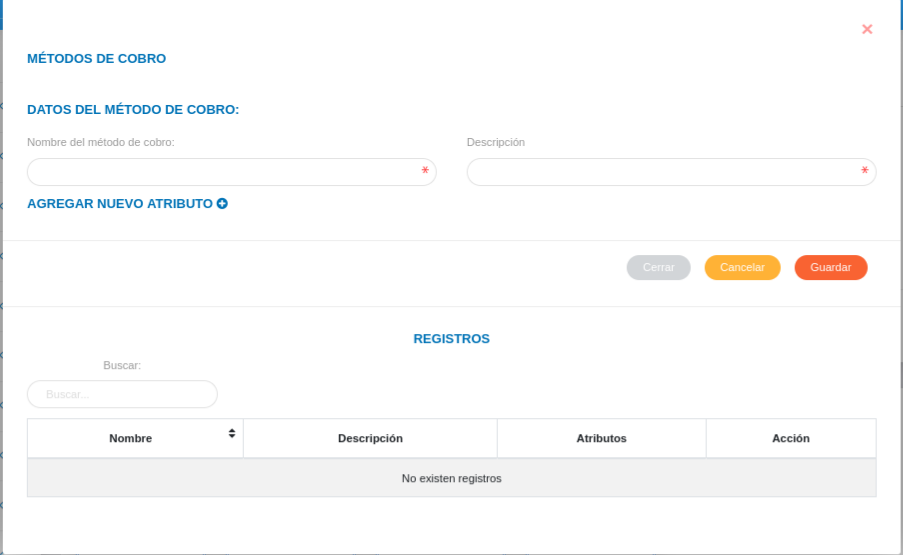 ×
MÉTODOS DE COBRO
DATOS DEL MÉTODO DE COBRO:
Nombre del método de cobro: Descripción
* *
AGREGAR NUEVO ATRIBUTO
Cerrar Cancelar Guardar
REGISTROS
Buscar:
Buscar...
Nombre Descripción Atributos Acción
No existen registros